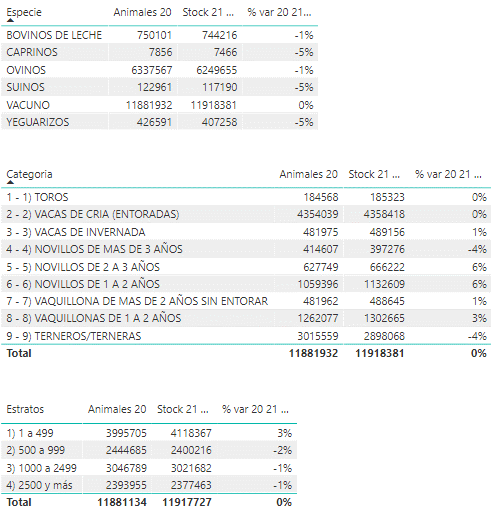 Especie Animales 20 Stock 21 ... % var 20 21...
BOVINOS DE LECHE 750101 744216 -1%
CAPRINOS 7856 7466 -5%
OVINOS 6337567 6249655 -1%
SUINOS 122961 117190 -5%
VACUNO 11881932 11918381 0%
YEGUARIZOS 426591 407258 -5%
Categoria Animales 20 Stock 21 ... % var 20 21 ...
1 - 1) TOROS 184568 185323 0%
2 - 2) VACAS DE CRIA (ENTORADAS) 4354039 4358418 0%
3 - 3) VACAS DE INVERNADA 481975 489156 1%
4 - 4) NOVILLOS DE MAS DE 3 AÑOS 414607 397276 -4%
5 - 5) NOVILLOS DE 2 A 3 AÑOS 627749 666222 6%
6 - 6) NOVILLOS DE 1 A 2 AÑOS 1059396 1132609 6%
7 - 7) VAQUILLONA DE MAS DE 2 AÑOS SIN ENTORAR 481962 488645 1%
8 - 8) VAQUILLONAS DE 1 A 2 AÑOS 1262077 1302665 3%
9 - 9) TERNEROS/TERNERAS 3015559 2898068 -4%
Total 11881932 11918381 0%
Estratos Animales 20 Stock 21 ... % var 20 21 ...
1) 1 a 499 3995705 4118367 3%
2) 500 a 999 2444685 2400216 -2%
3) 1000 a 2499 3046789 3021682 -1%
4) 2500 y más 2393955 2377463 -1%
Total 11881134 11917727 0%